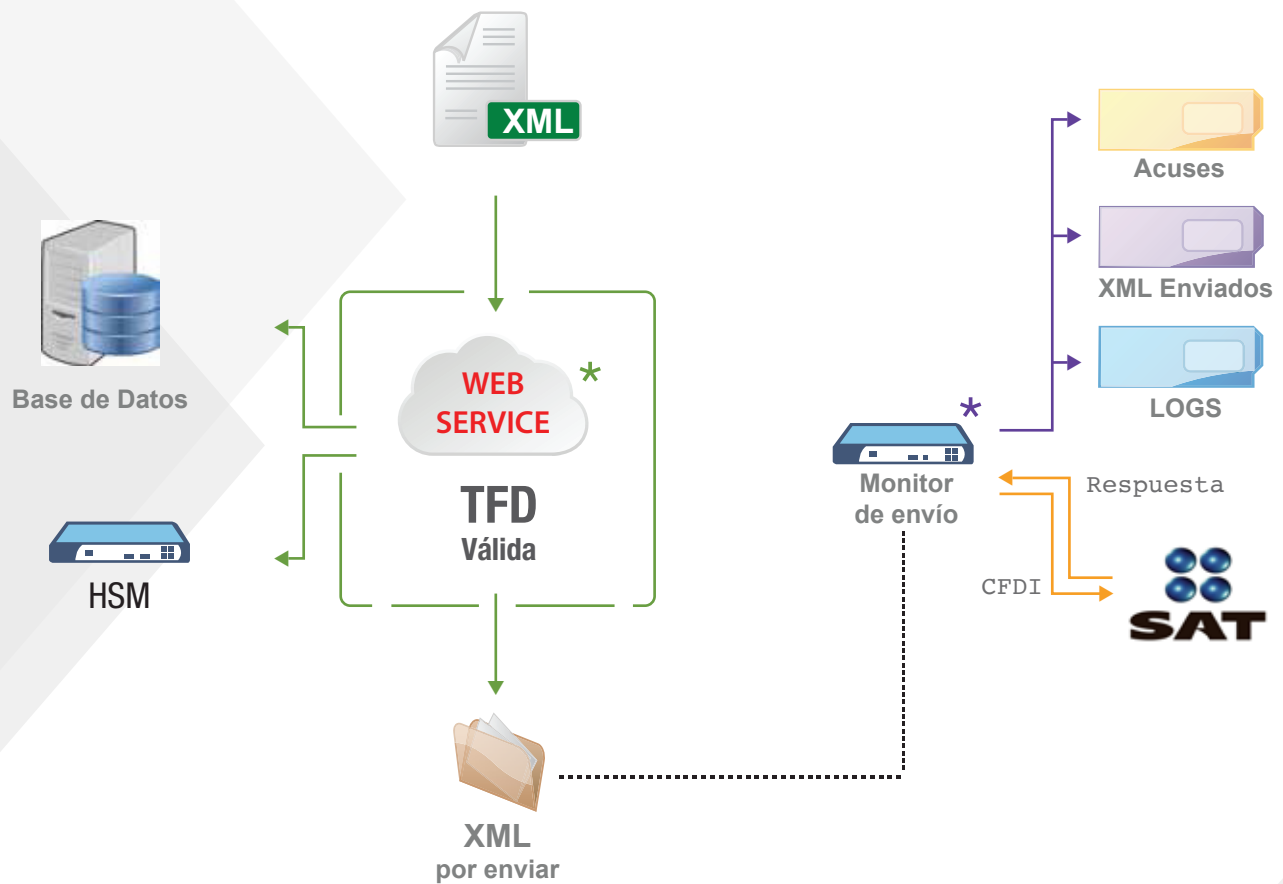 XML
Acuses
XML Enviados
LOGS
Base de Datos
WEB
SERVICE
*
TFD
Válida
HSM
*
Monitor
de envío
Respuesta
CFDI
SAT
XML
por enviar